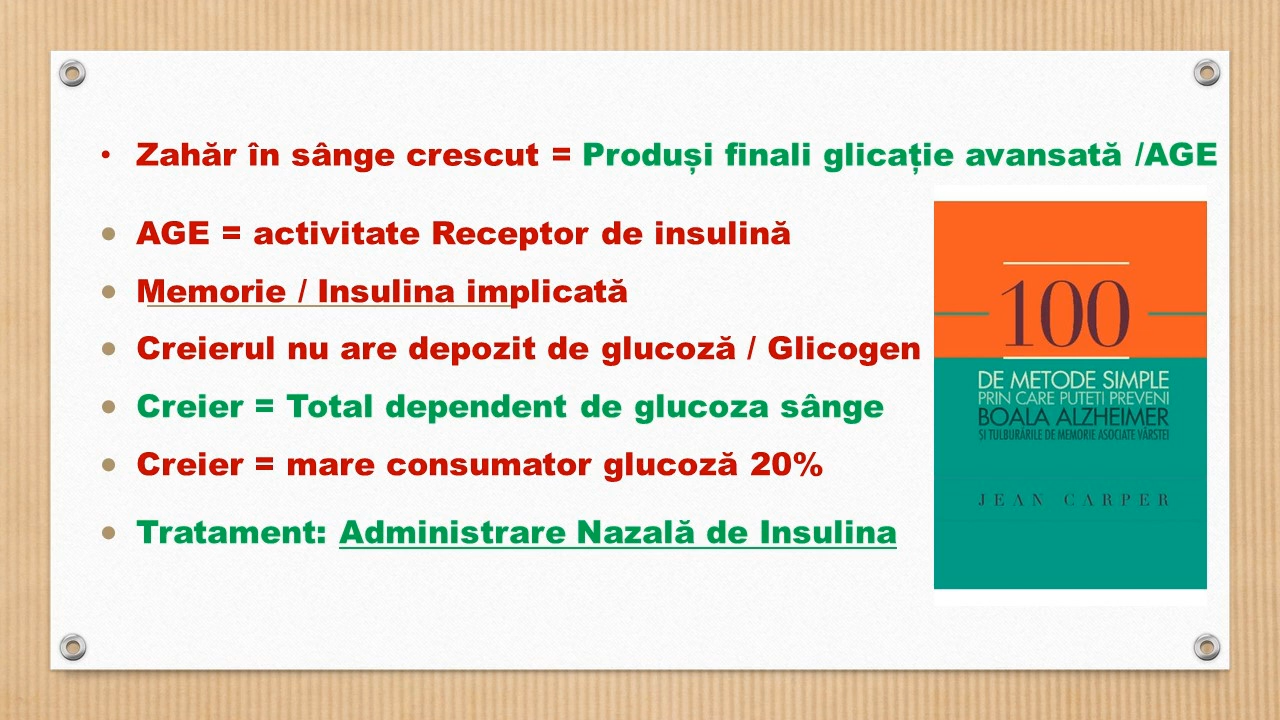 Zahăr în sânge crescut = Produși finali glicație avansată /AGE
AGE = activitate Receptor de insulină
Memorie / Insulina implicată
Creierul nu are depozit de glucoză / Glicogen
Creier = Total dependent de glucoza sânge
Creier = mare consumator glucoză 20%
Tratament: Administrare Nazală de Insulina
100
DE METODE SIMPLE
PRIN CARE PUTETI PREVENI
BOALA ALZHEIMER
ȘI TULBURĂRILE DE MEMORIE ASOCIATE VÂRSTEI
JEAN CARPER